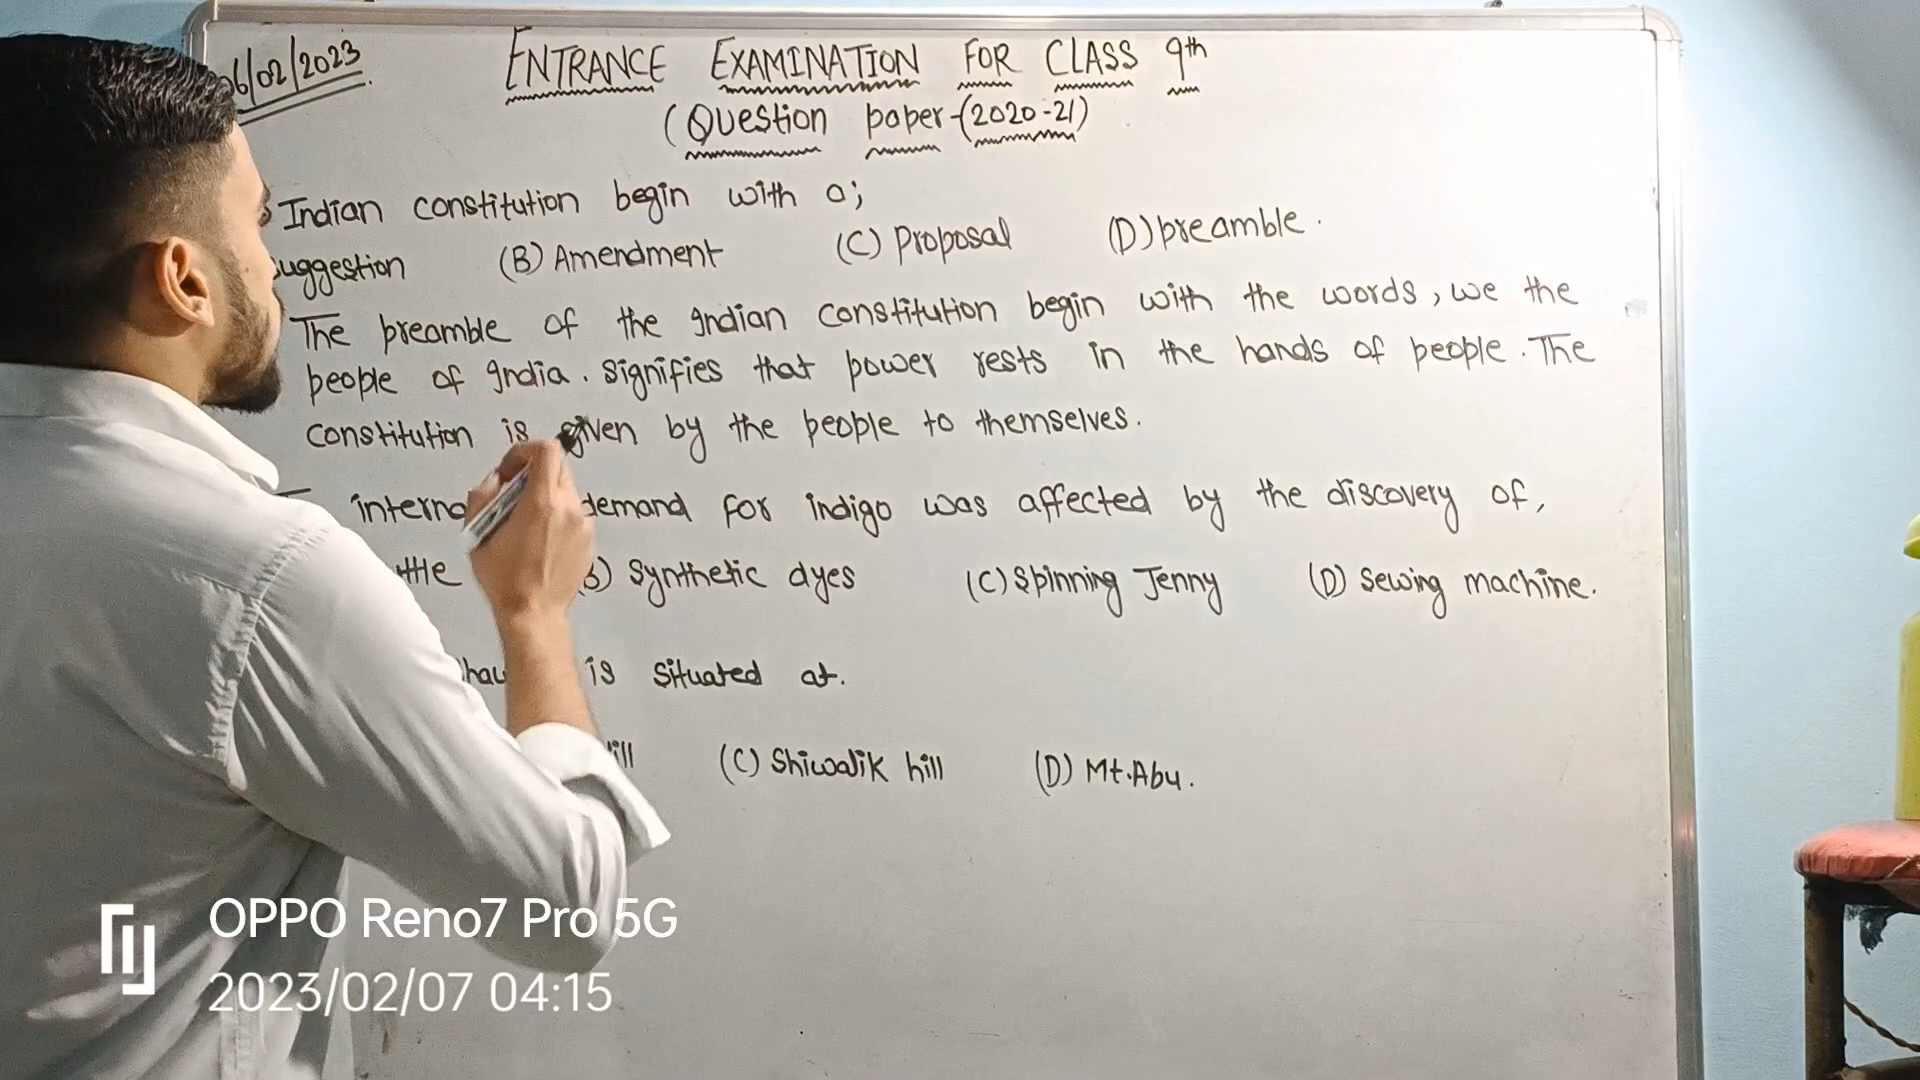 06/02/2023
ENTRANCE EXAMINATION FOR CLASS 9th
(Question paper-(2020-21)
Indian constitution begin with a;
uggestion (B) Amendment (C) Proposal (D) preamble.
The preamble of the Indian constitution begin with the words, we the
people of India. signifies that power rests in the hands of people. The
constitution is given by the people to themselves.
interna demand for indigo was affected by the discovery of,
ttle (B) Synthetic dyes (C) Spinning Jenny (D) Sewing machine.
is situated at.
ill (C) Shiwalik hill (D) Mt.Abu.
OPPO Reno7 Pro 5G
2023/02/07 04:15